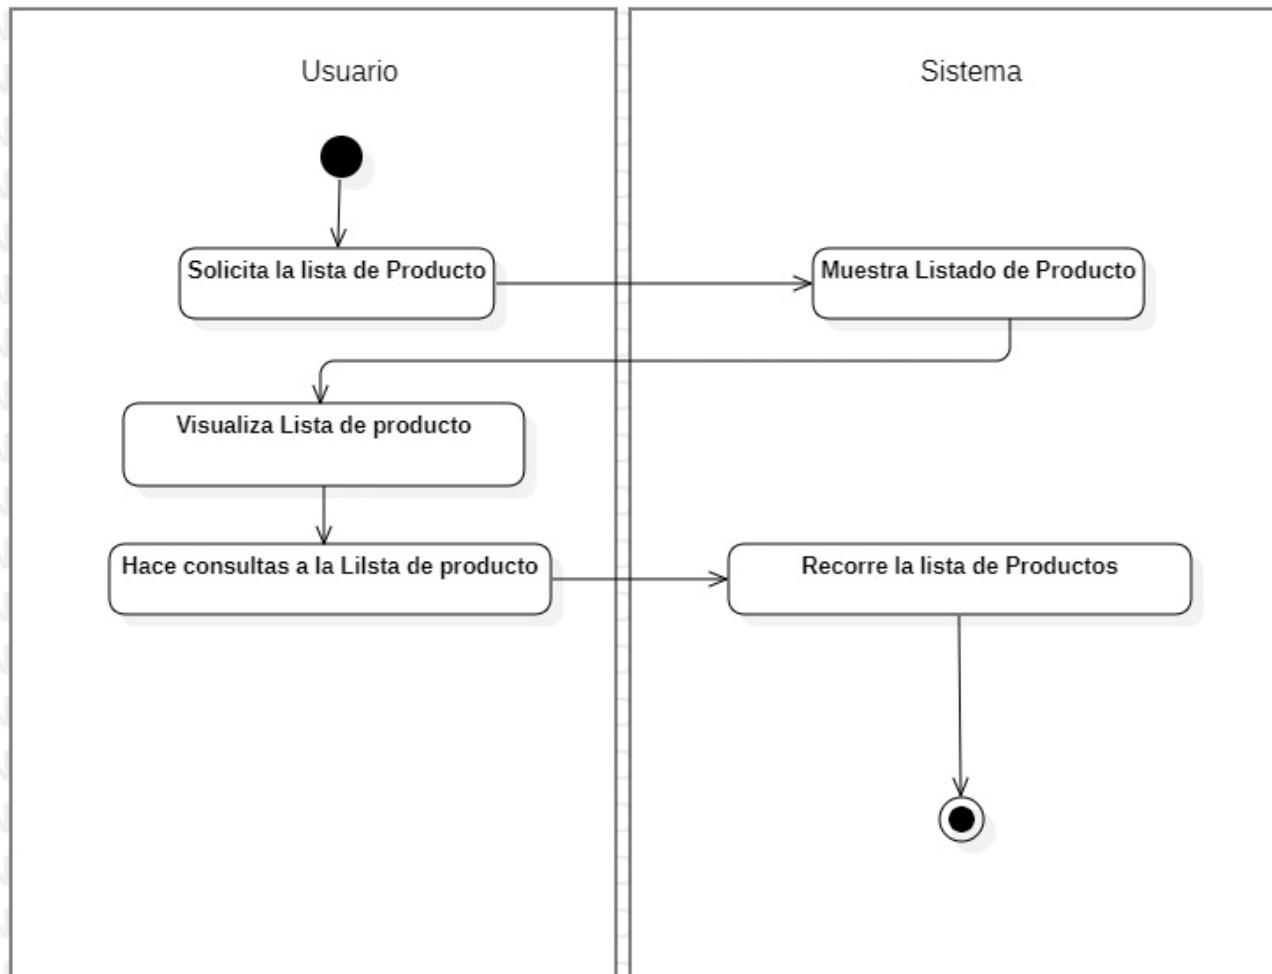 Usuario
Sistema
Solicita la lista de Producto
Muestra Listado de Producto
Visualiza Lista de producto
Hace consultas a la Lilsta de producto
Recorre la lista de Productos